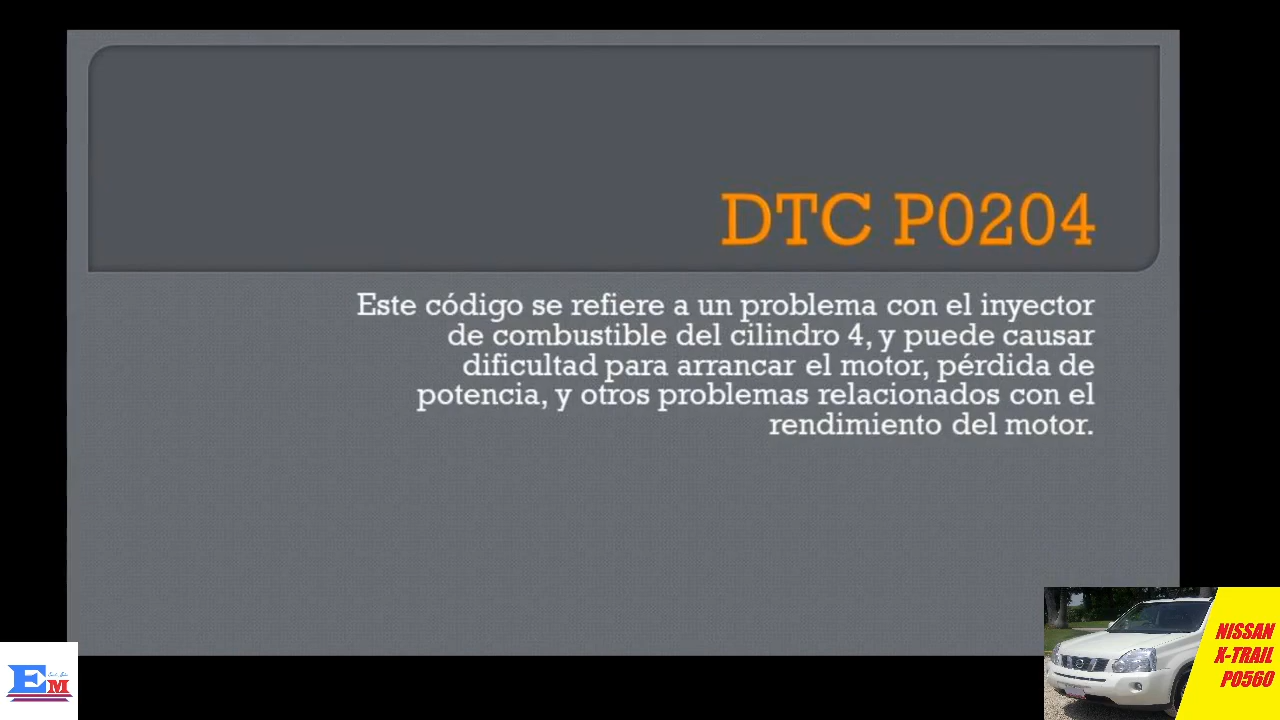 DTC P0204
Este código se refiere a un problema con el inyector
de combustible del cilindro 4, y puede causar
dificultad para arrancar el motor, pérdida de
potencia, y otros problemas relacionados con el
rendimiento del motor.
EM
NISSAN
X-TRAIL
P0560